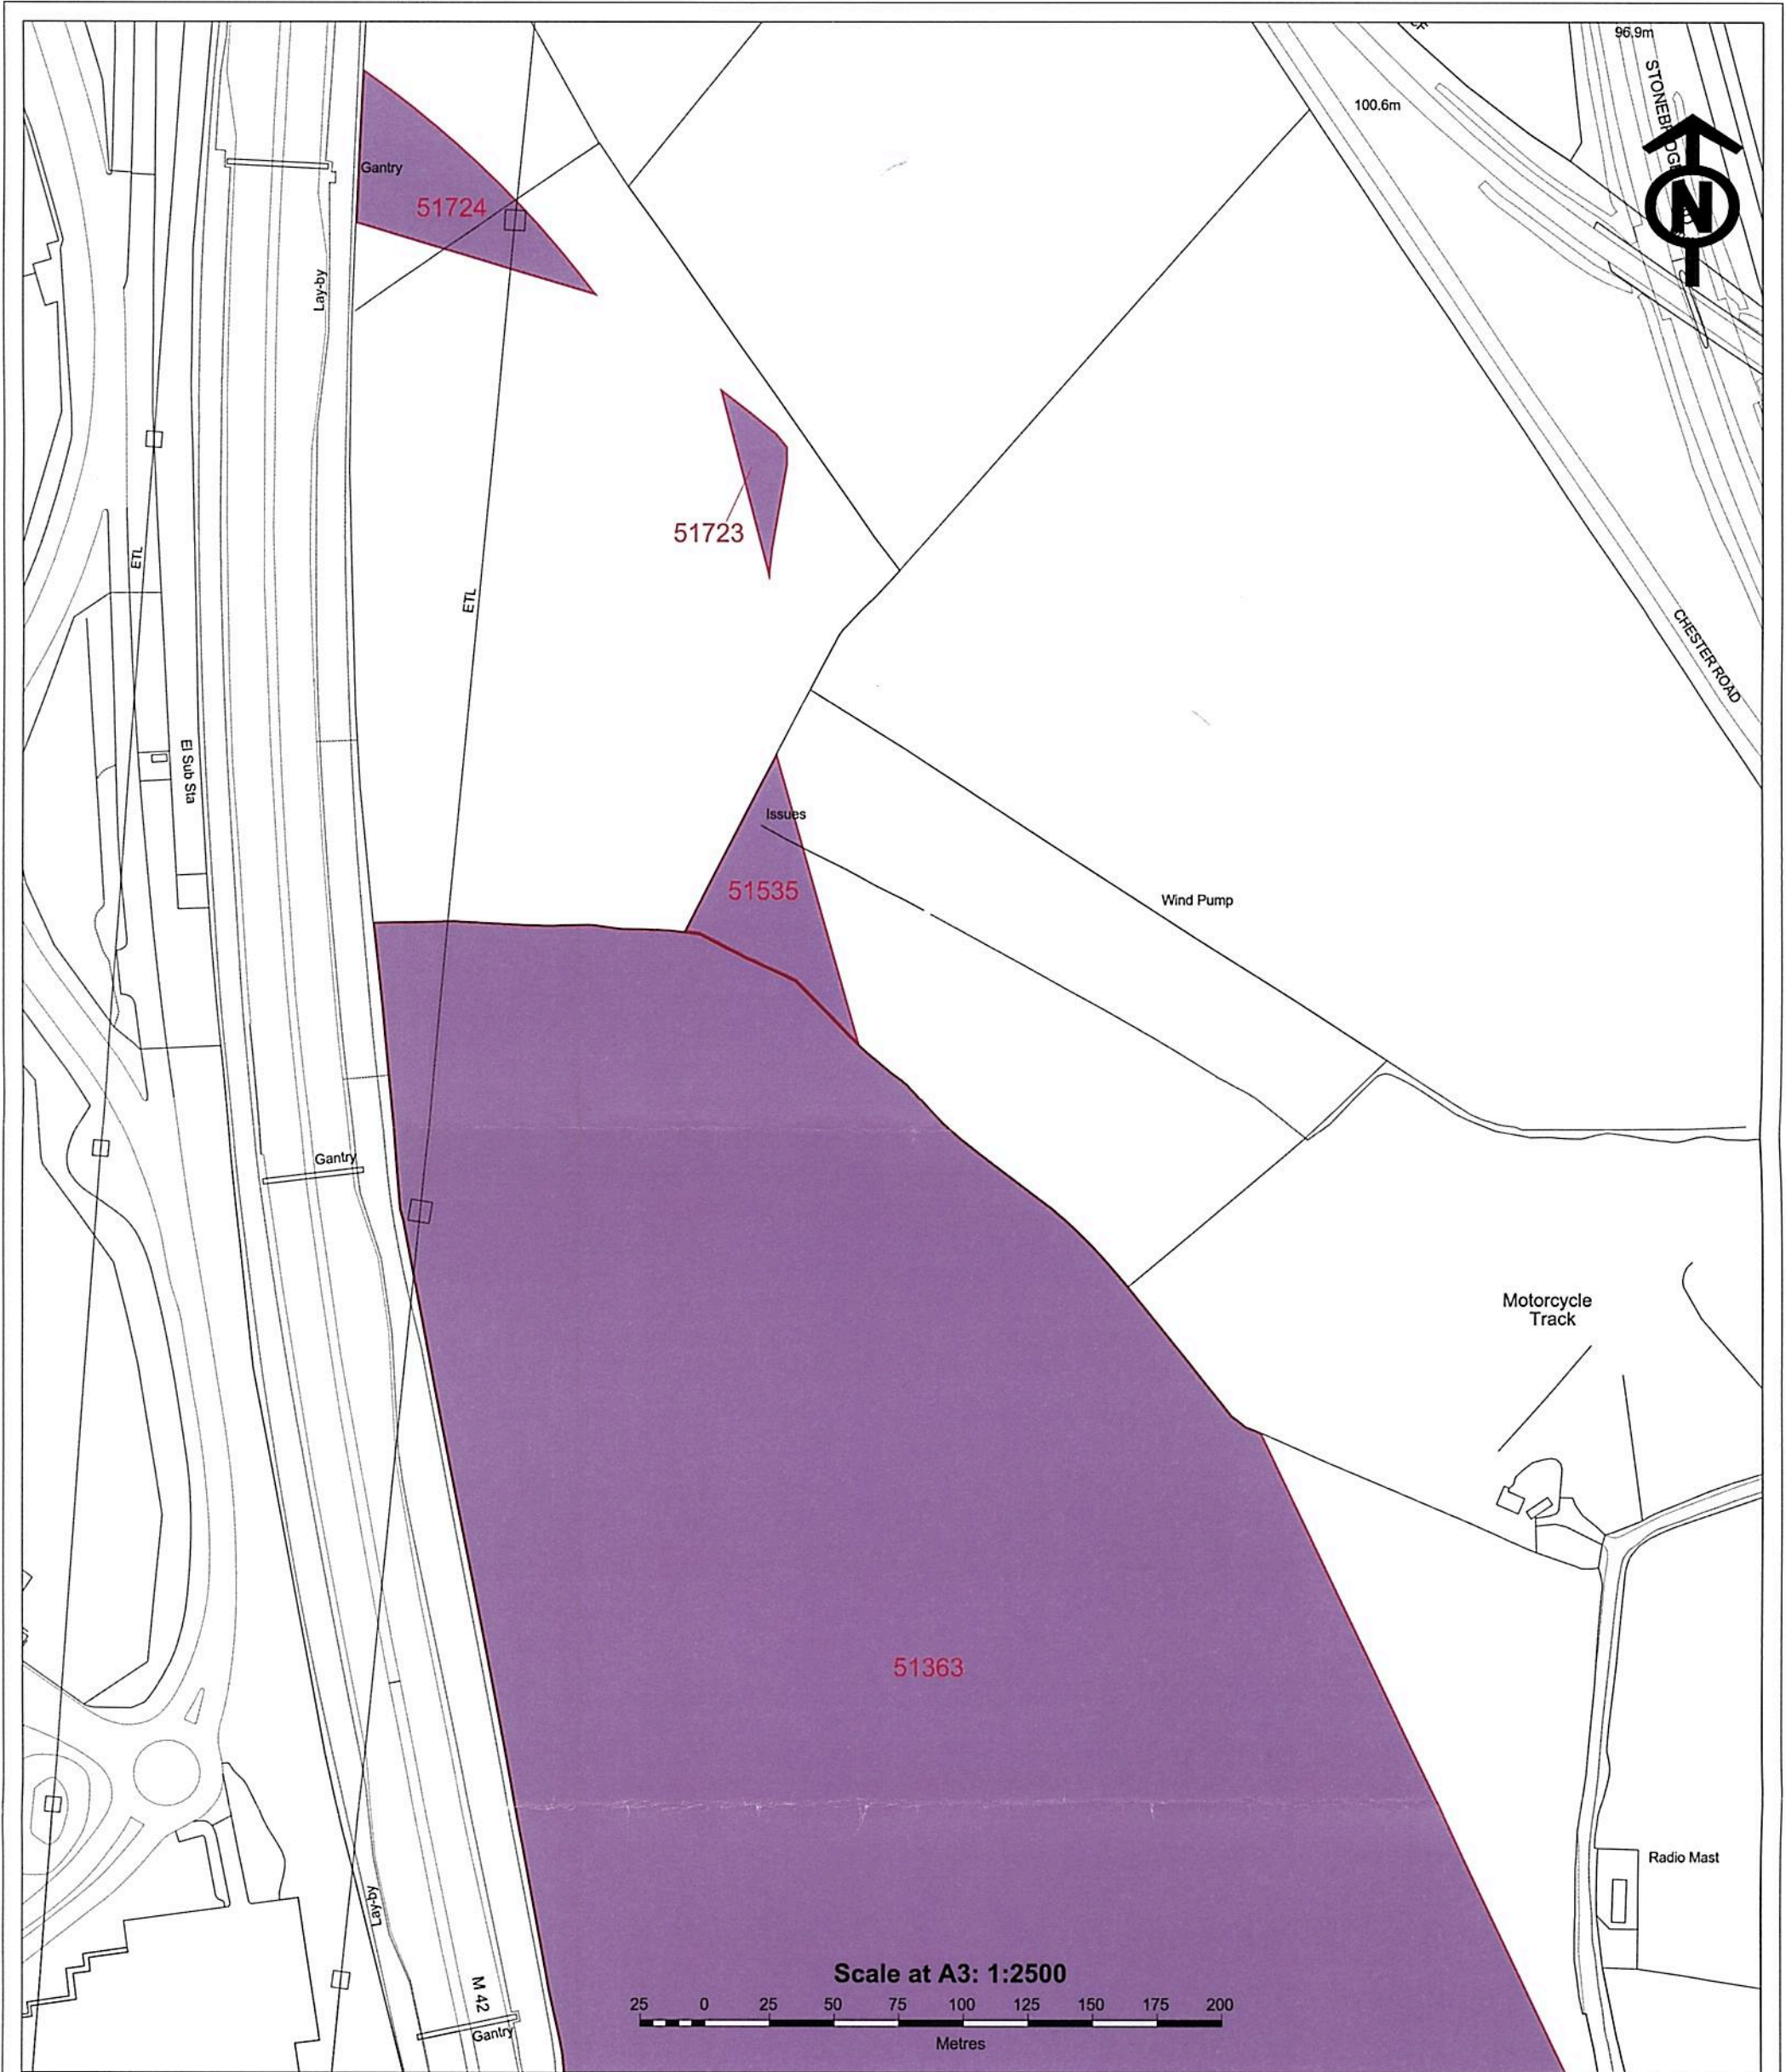 96.9m
STONEBRIDGE
100.6m
N
Gantry
51724
Lay-by
51723
ETL
ETL
CHESTER ROAD
El Sub Sta
Issues
51535
Wind Pump
Gantry
Motorcycle
Track
51363
Radio Mast
Lay-by
Scale at A3: 1:2500
M 42
25 0 25 50 75 100 125 150 175 200
Gantry
Metres